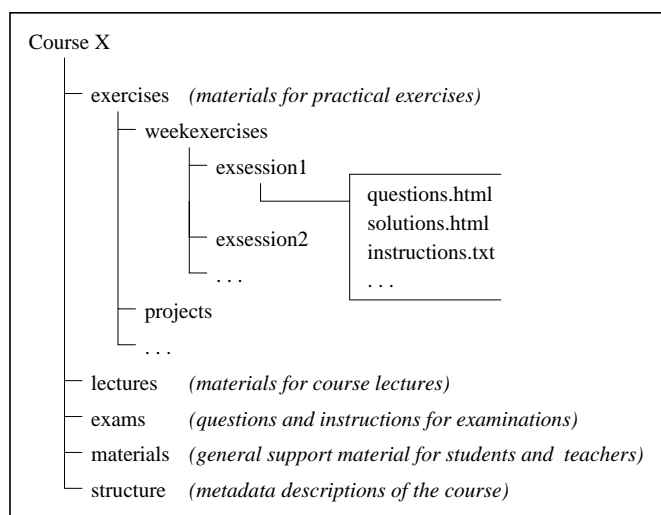 Course X
exercises (materials for practical exercises)
weekexercises
exsession1
questions.html
solutions.html
exsession2
instructions.txt
. . .
. . .
projects
. . .
lectures (materials for course lectures)
exams (questions and instructions for examinations)
materials (general support material for students and teachers)
structure (metadata descriptions of the course)